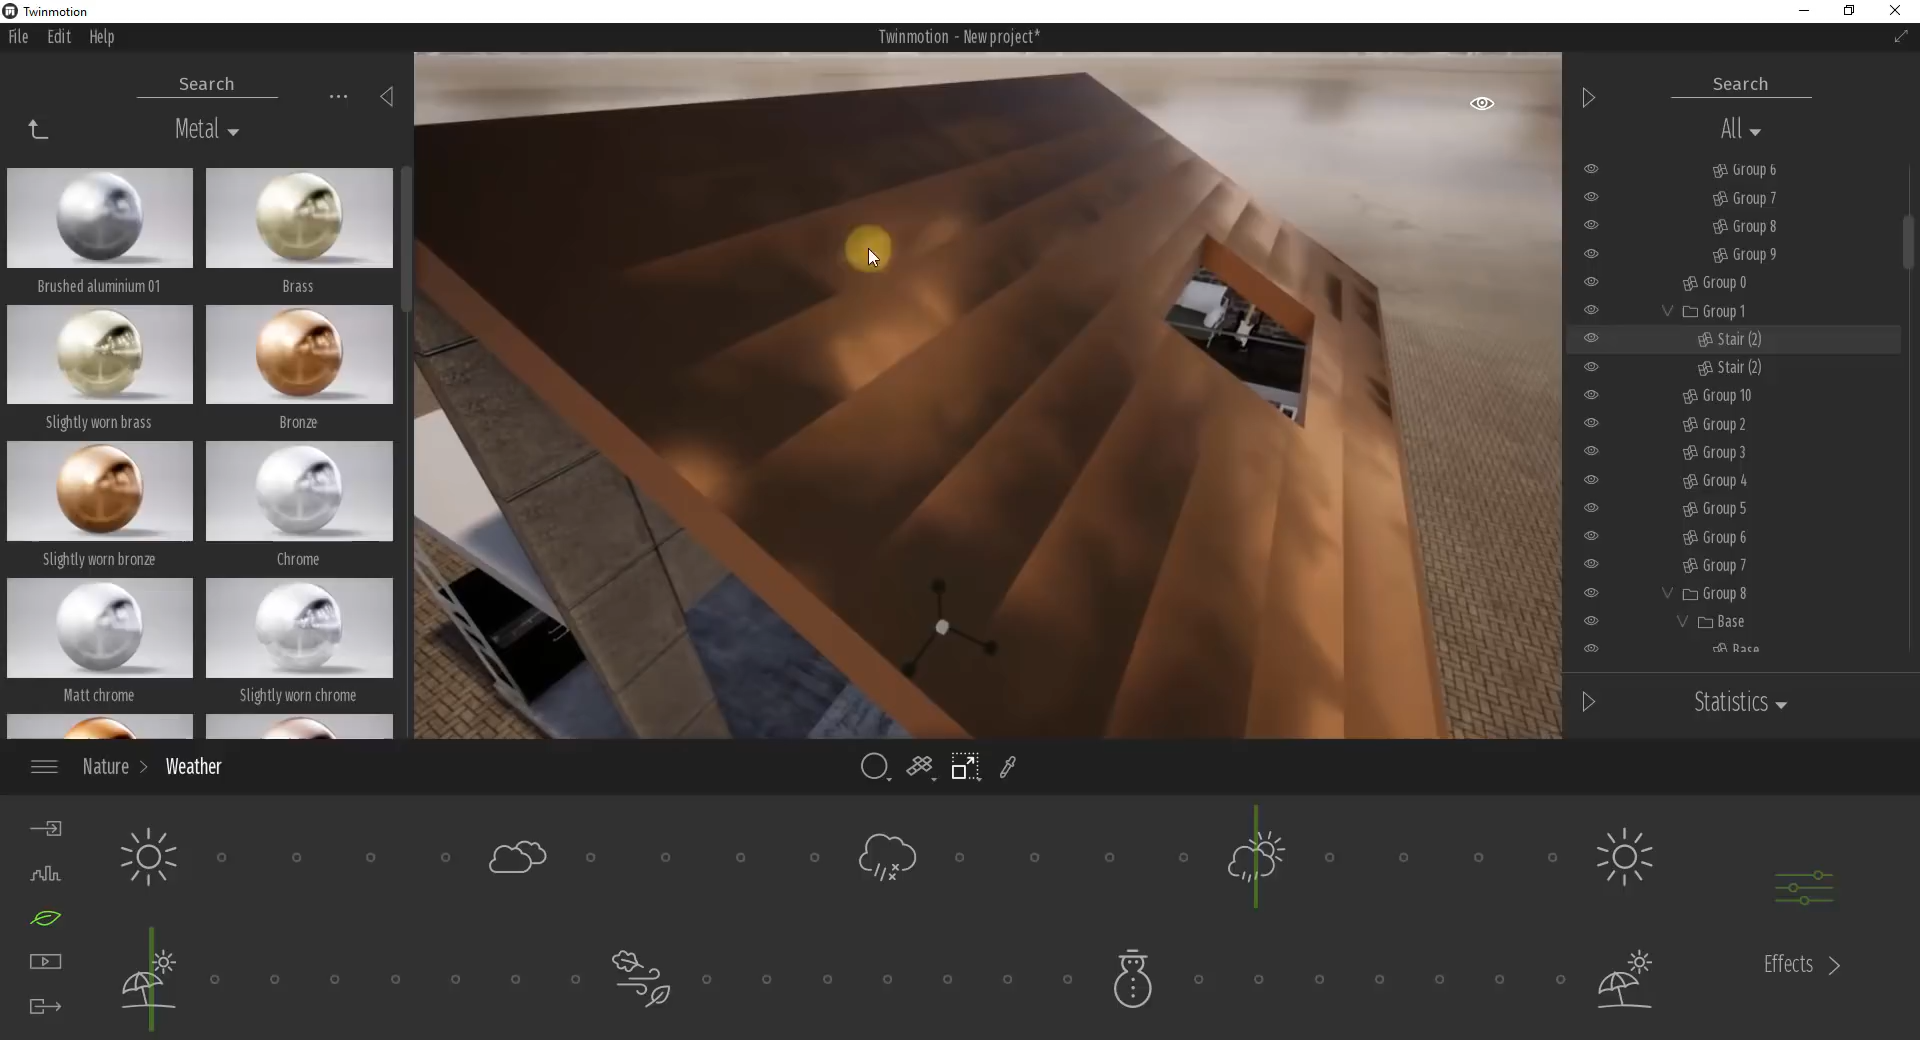 Twinmotion
File Edit Help
Twinmotion - New project*
Search
...
Metal
Brushed aluminium 01
Brass
Slightly worn brass
Bronze
Slightly worn bronze
Chrome
Matt chrome
Slightly worn chrome
Search
All
Group 6
Group 7
Group 8
Group 9
Group 0
Group 1
Stair (2)
Stair (2)
Group 10
Group 2
Group 3
Group 4
Group 5
Group 6
Group 7
Group 8
Base
Base
Statistics
Nature > Weather
Effects